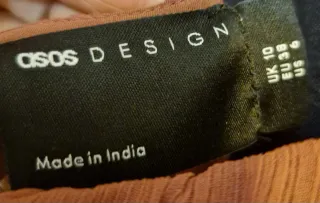 asos DESIGN
UK 10
EU 38
US 6
Made in India